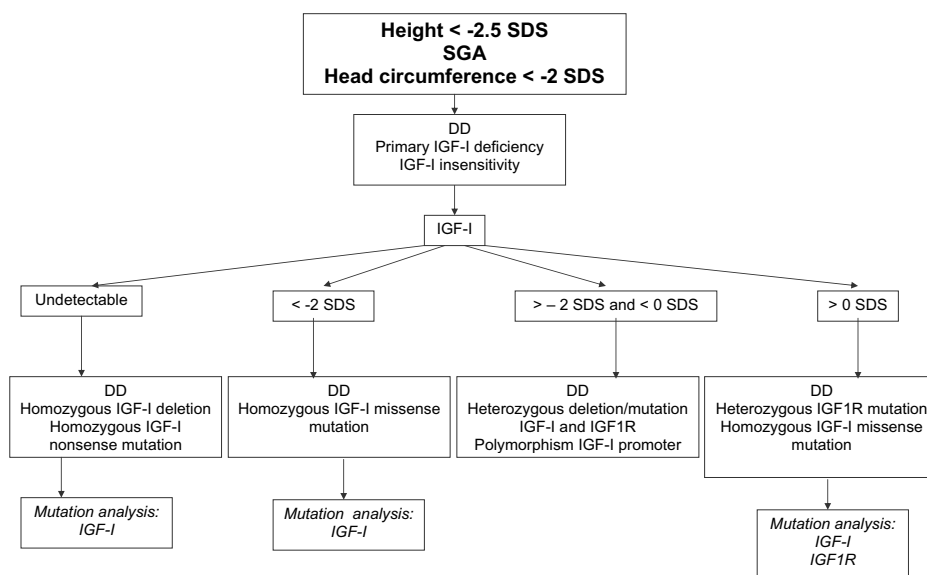 Height < -2.5 SDS
SGA
Head circumference < -2 SDS
DD
Primary IGF-I deficiency
IGF-I insensitivity
IGF-I
Undetectable
< -2 SDS
> – 2 SDS and < 0 SDS
> 0 SDS
DD
Homozygous IGF-I deletion
Homozygous IGF-I
nonsense mutation
DD
Homozygous IGF-I missense
mutation
DD
Heterozygous deletion/mutation
IGF-I and IGF1R
Polymorphism IGF-I promoter
DD
Heterozygous IGF1R mutation
Homozygous IGF-I missense
mutation
Mutation analysis:
IGF-I
Mutation analysis:
IGF-I
Mutation analysis:
IGF-I
IGF1R